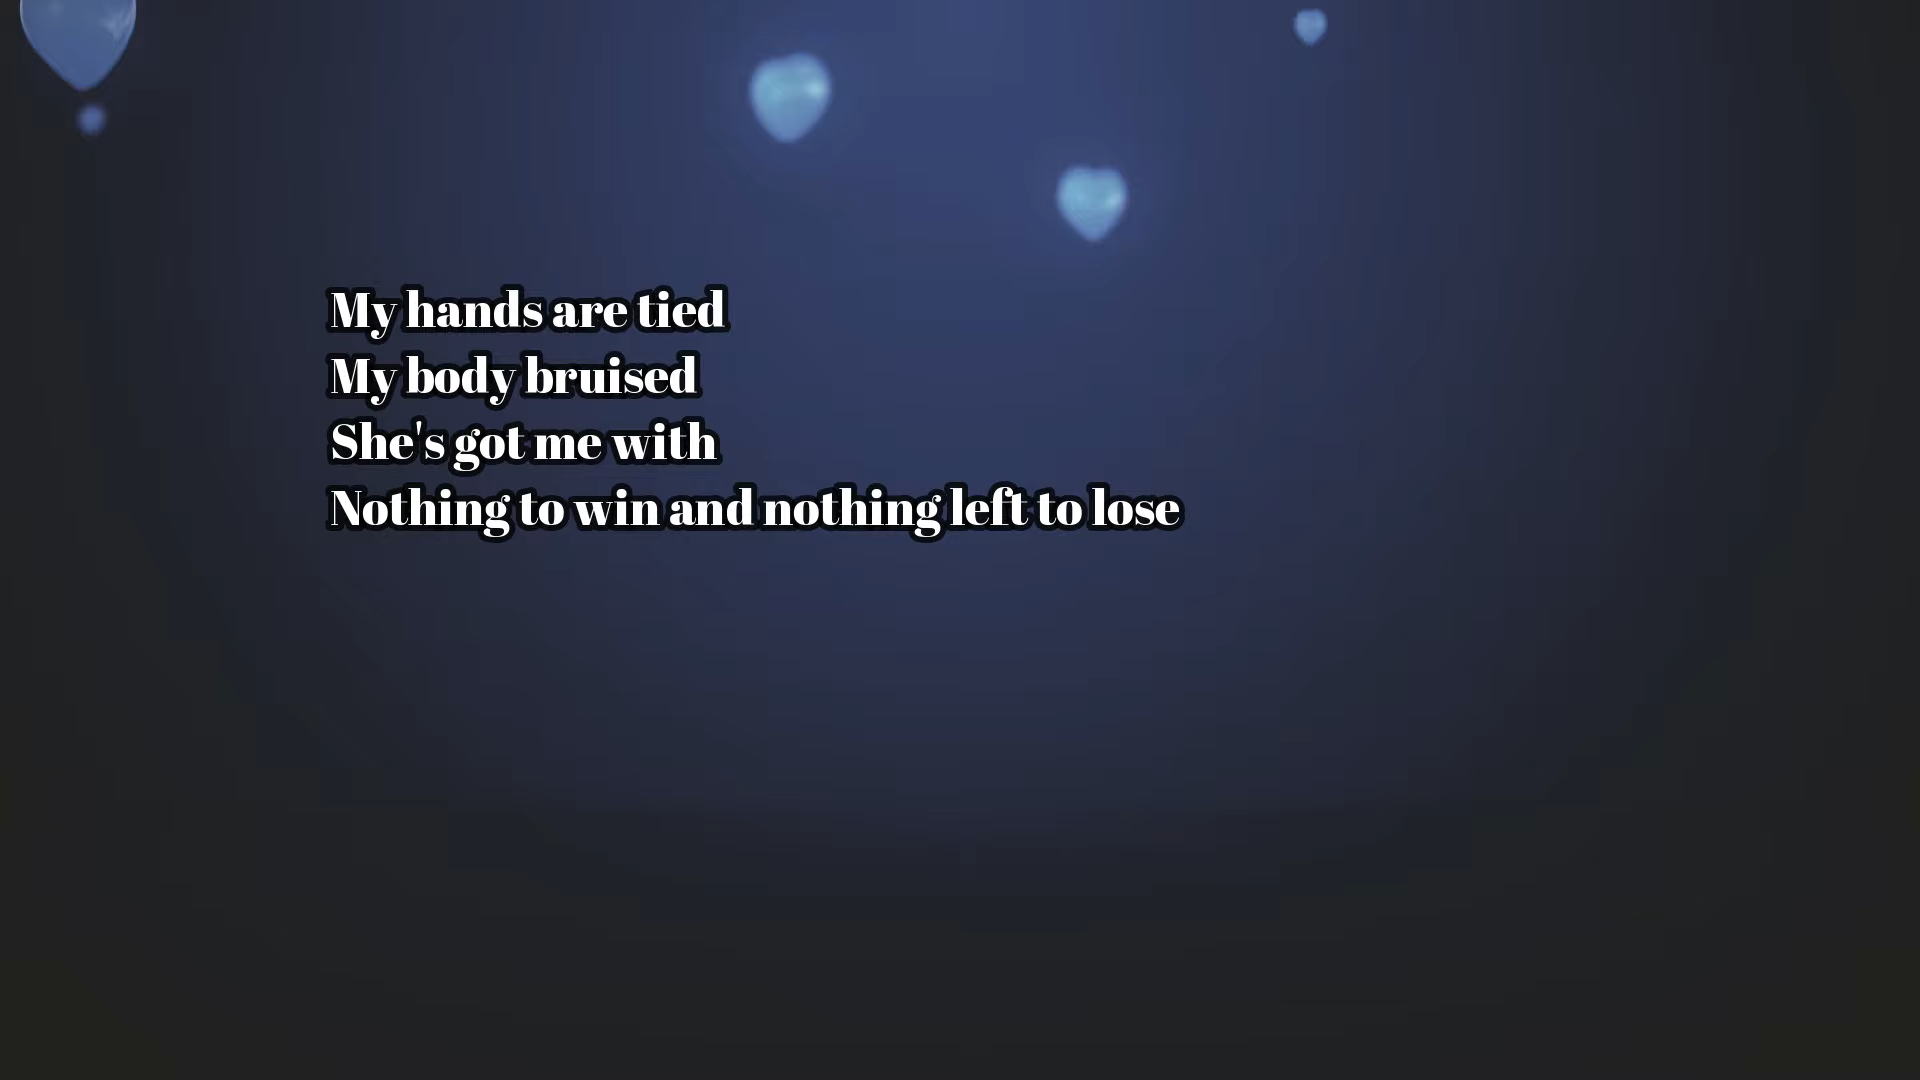 My hands are tied
My body bruised
She's got me with
Nothing to win and nothing left to lose